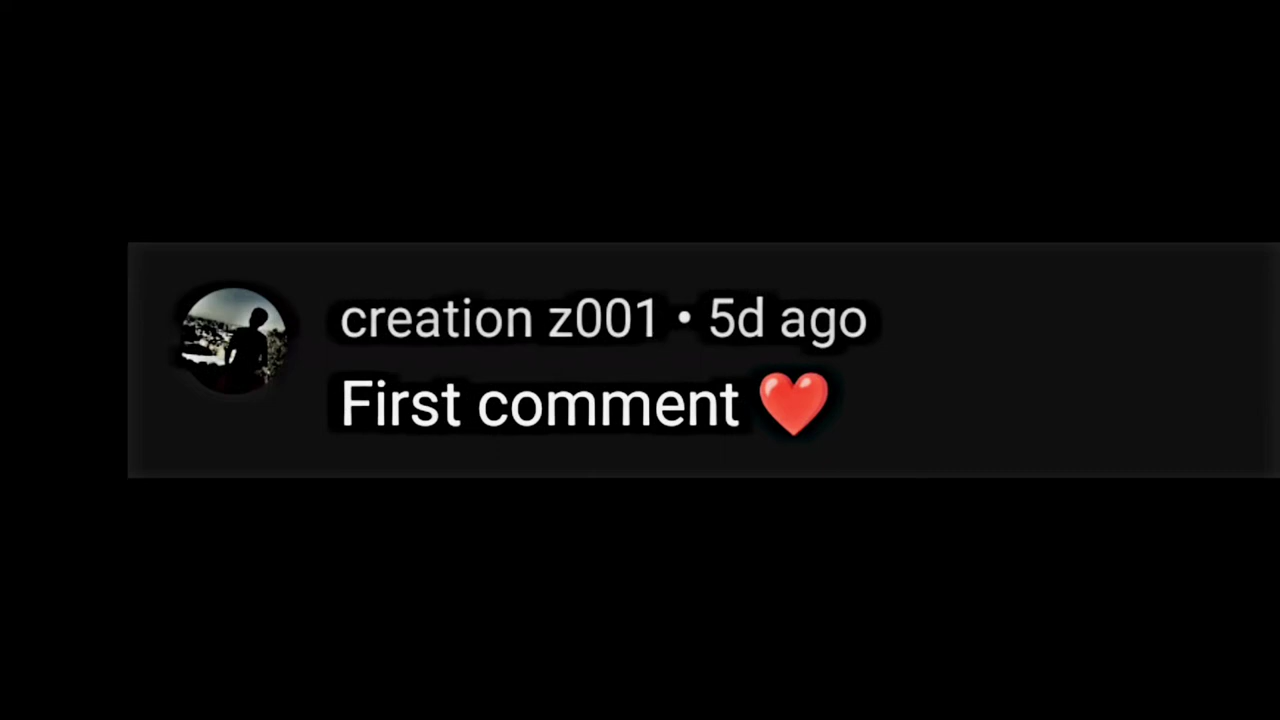 creation z001 • 5d ago
First comment ❤️